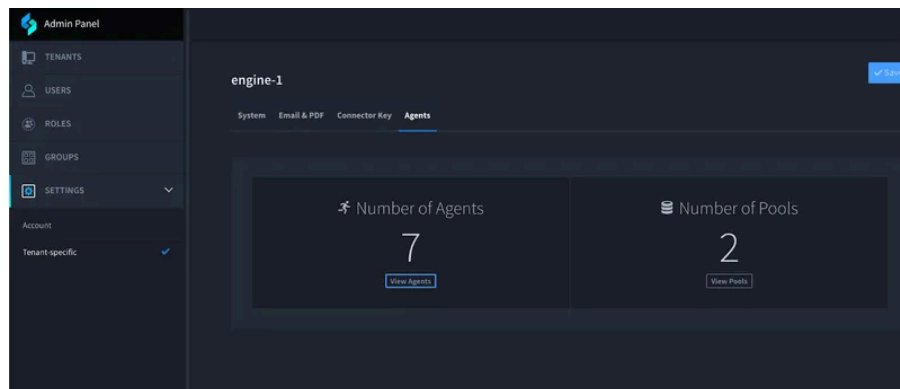 Admin Panel
TENANTS
USERS
ROLES
GROUPS
SETTINGS
Account
Tenant-specific
engine-1
Save
System Email & PDF Connector Key Agents
Number of Agents
7
View Agents
Number of Pools
2
View Pools